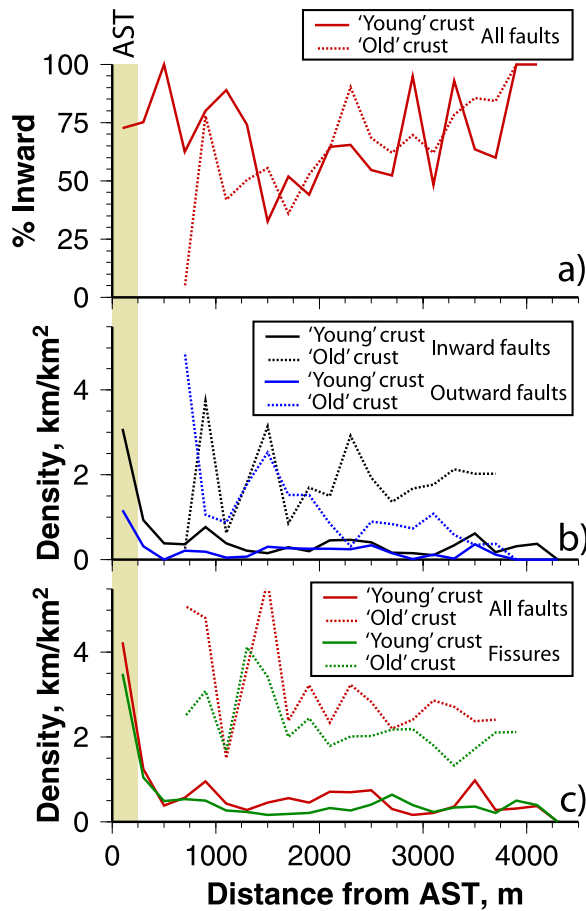 AST
'Young' crust
'Old' crust
All faults
100
75
50
25
0
% Inward
a)
'Young' crust
'Old' crust
Inward faults
'Young' crust
'Old' crust
Outward faults
4
2
0
Density, km/km²
b)
'Young' crust
'Old' crust
All faults
'Young' crust
'Old' crust
Fissures
4
2
0
Density, km/km²
c)
0 1000 2000 3000 4000
Distance from AST, m